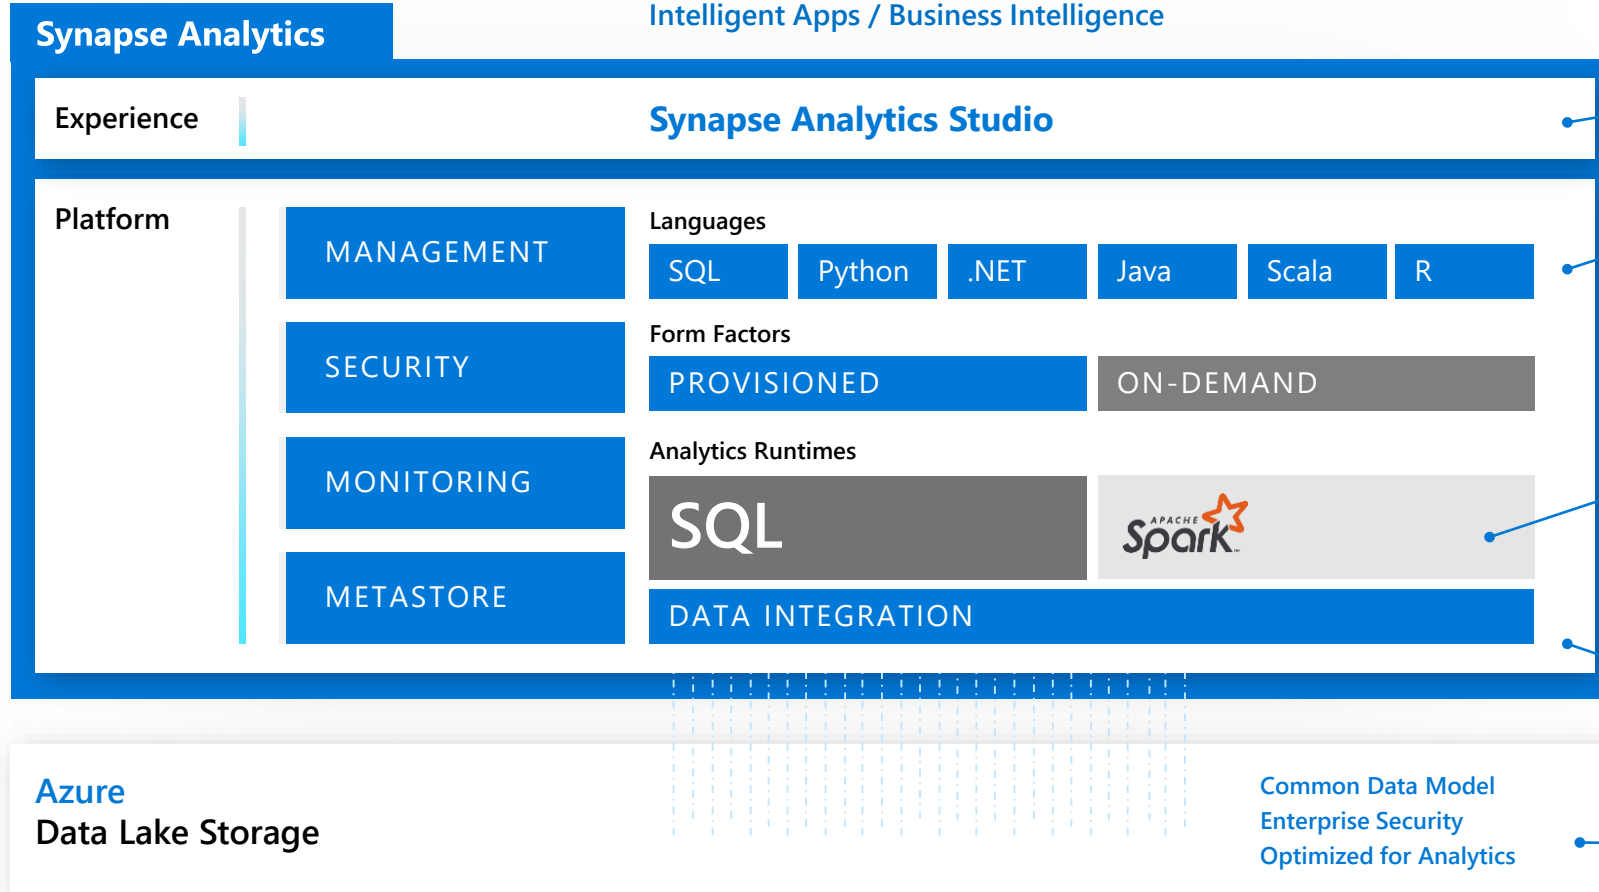 Intelligent Apps / Business Intelligence
Synapse Analytics
Experience
Synapse Analytics Studio
Platform
MANAGEMENT
SECURITY
MONITORING
METASTORE
Languages
SQL
Python
.NET
Java
Scala
R
Form Factors
PROVISIONED
ON-DEMAND
Analytics Runtimes
SQL
APACHE
Spark™
DATA INTEGRATION
Azure
Data Lake Storage
Common Data Model
Enterprise Security
Optimized for Analytics